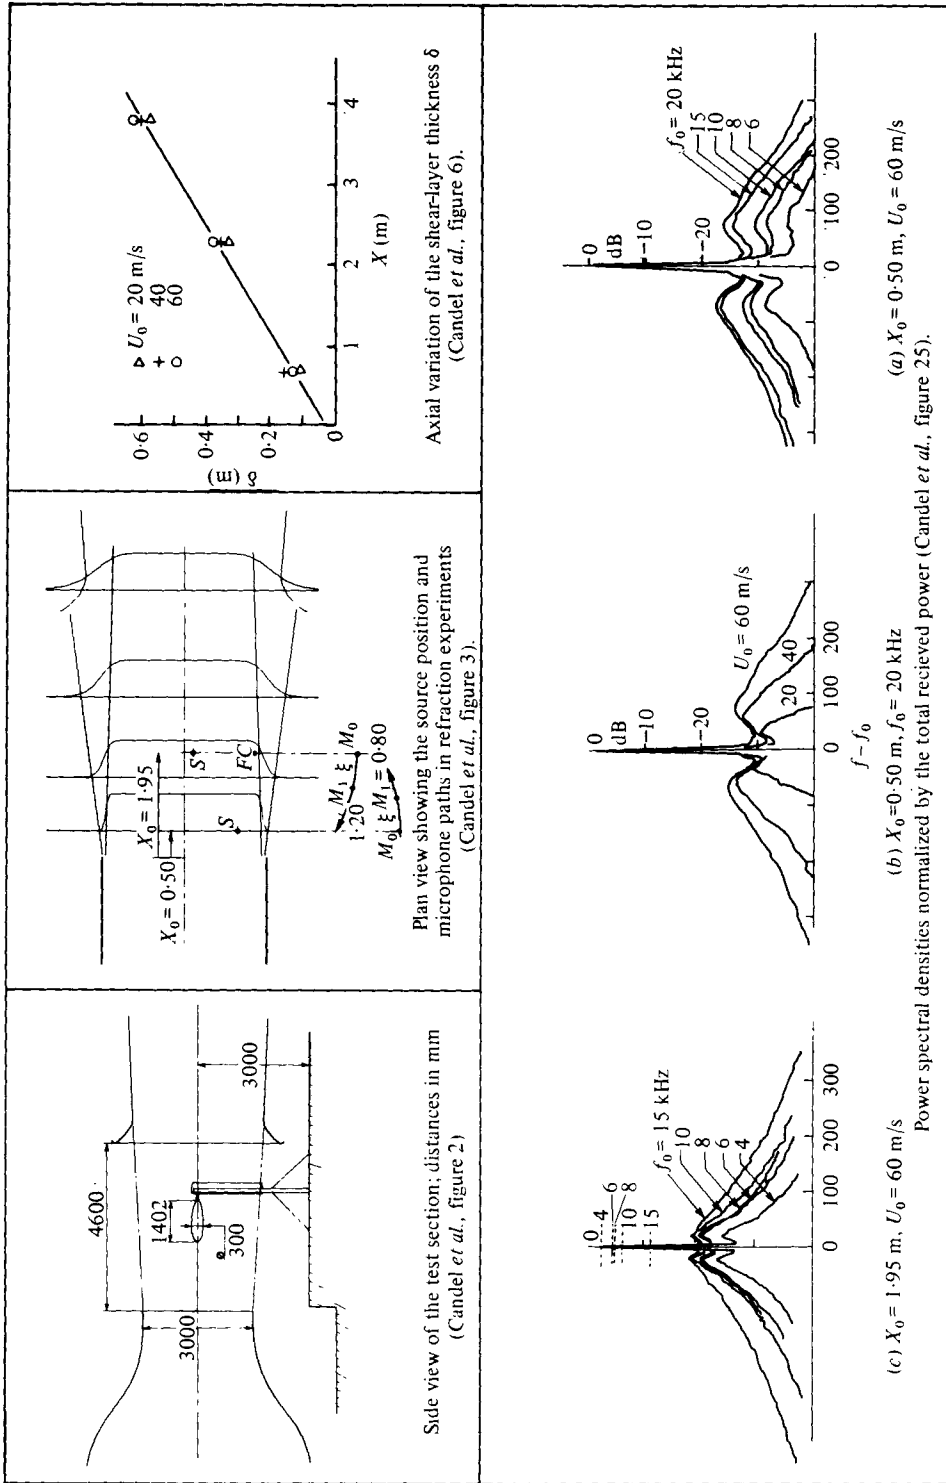 4600
1402
300
3000
3000
Side view of the test section; distances in mm
(Candel et al., figure 2)
X₀ = 1·95
X₀ = 0·50
S
S
FC
M₁ ξ M₀
1·20
M₀ ξ M₁ = 0·80
Plan view showing the source position and
microphone paths in refraction experiments
(Candel et al., figure 3).
δ (m)
0·6
0·4
0·2
0
▷ U₀ = 20 m/s
+ 40
○ 60
1 2 3 4
X (m)
Axial variation of the shear-layer thickness δ
(Candel et al., figure 6).
0
4
6
8
10
15
f₀ = 15 kHz
10
8
6
4
0 100 200 300
(c) X₀ = 1·95 m, U₀ = 60 m/s
0
dB
-10
-20
U₀ = 60 m/s
40
20
0 100 200
f − f₀
(b) X₀ = 0·50 m, f₀ = 20 kHz
0
dB
-10
-20
f₀ = 20 kHz
15
10
8
6
0 100 200
(a) X₀ = 0·50 m, U₀ = 60 m/s
Power spectral densities normalized by the total recieved power (Candel et al., figure 25).